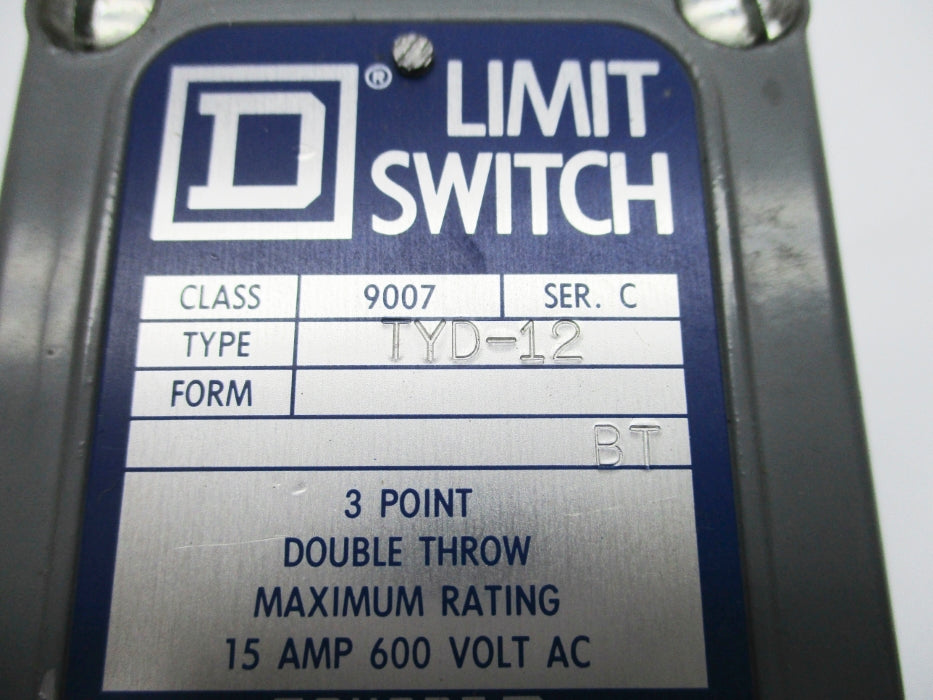 D ® LIMIT
SWITCH
CLASS 9007 SER. C
TYPE TYD-12
FORM
BT
3 POINT
DOUBLE THROW
MAXIMUM RATING
15 AMP 600 VOLT AC